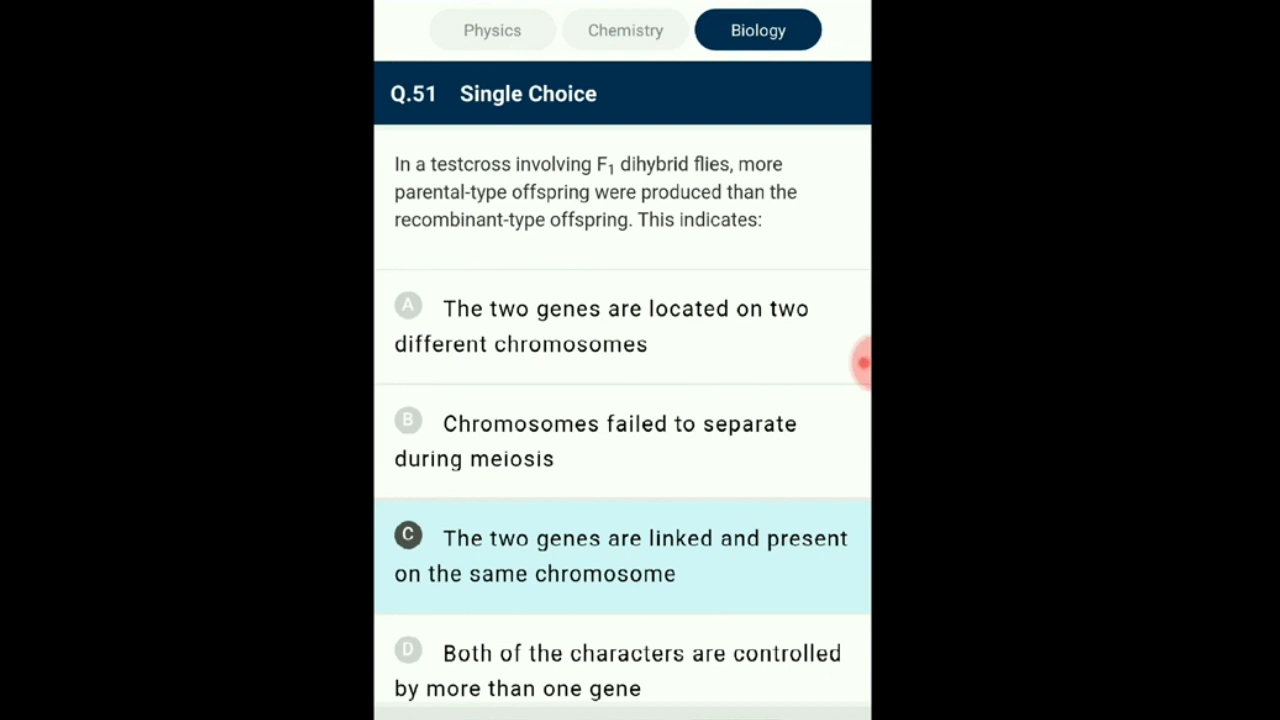 Physics Chemistry Biology
Q.51 Single Choice
In a testcross involving F₁ dihybrid flies, more
parental-type offspring were produced than the
recombinant-type offspring. This indicates:
A The two genes are located on two
different chromosomes
B Chromosomes failed to separate
during meiosis
C The two genes are linked and present
on the same chromosome
D Both of the characters are controlled
by more than one gene